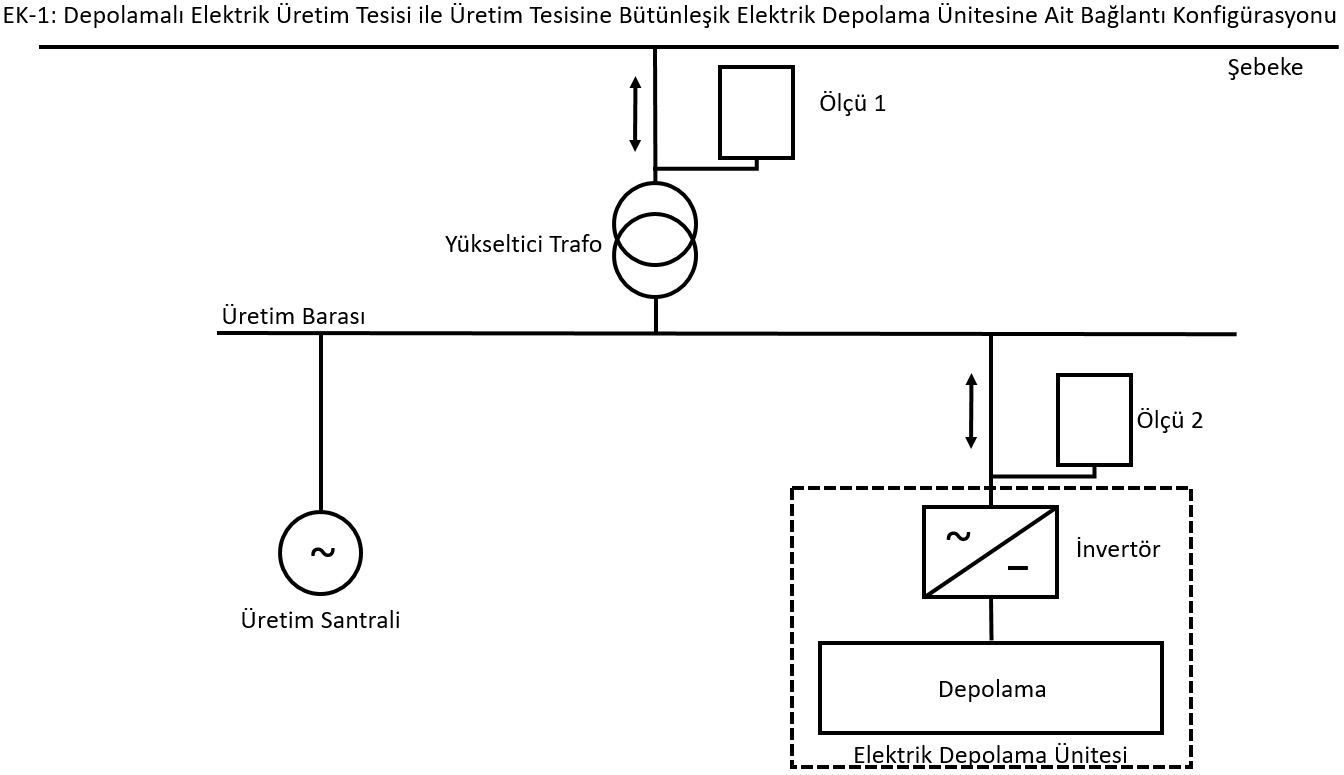 EK-1: Depolamalı Elektrik Üretim Tesisi ile Üretim Tesisine Bütünleşik Elektrik Depolama Ünitesine Ait Bağlantı Konfigürasyonu
Şebeke
Ölçü 1
Yükseltici Trafo
Üretim Barası
Ölçü 2
~
~
–
İnvertör
Üretim Santrali
Depolama
Elektrik Depolama Ünitesi